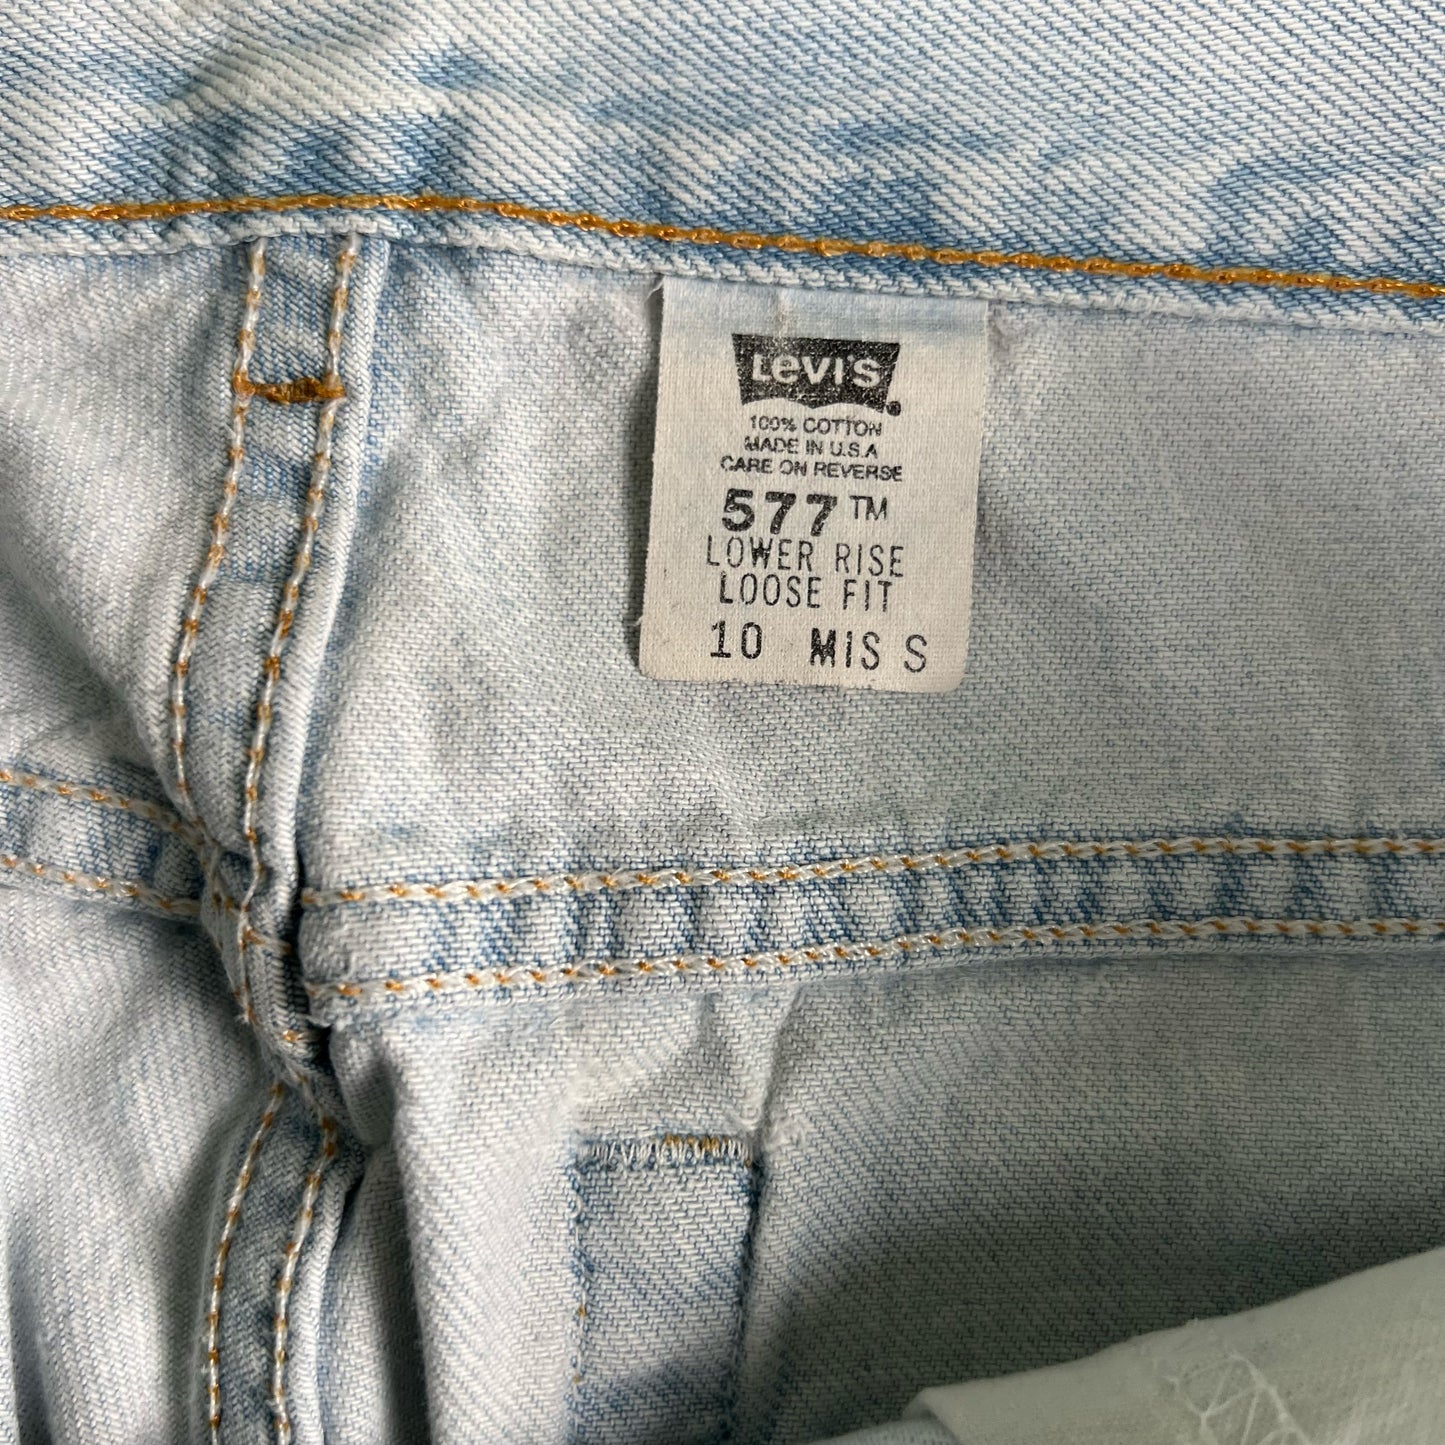 Levi's
100% COTTON
MADE IN U.S.A
CARE ON REVERSE
577™
LOWER RISE
LOOSE FIT
10 MIS S